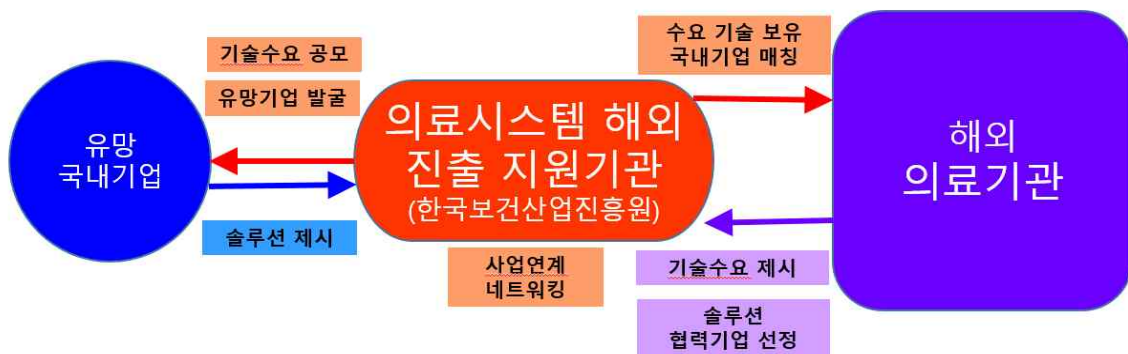 기술수요 공모
유망기업 발굴
수요 기술 보유
국내기업 매칭
유망
국내기업
의료시스템 해외
진출 지원기관
(한국보건산업진흥원)
해외
의료기관
솔루션 제시
사업연계
네트워킹
기술수요 제시
솔루션
협력기업 선정